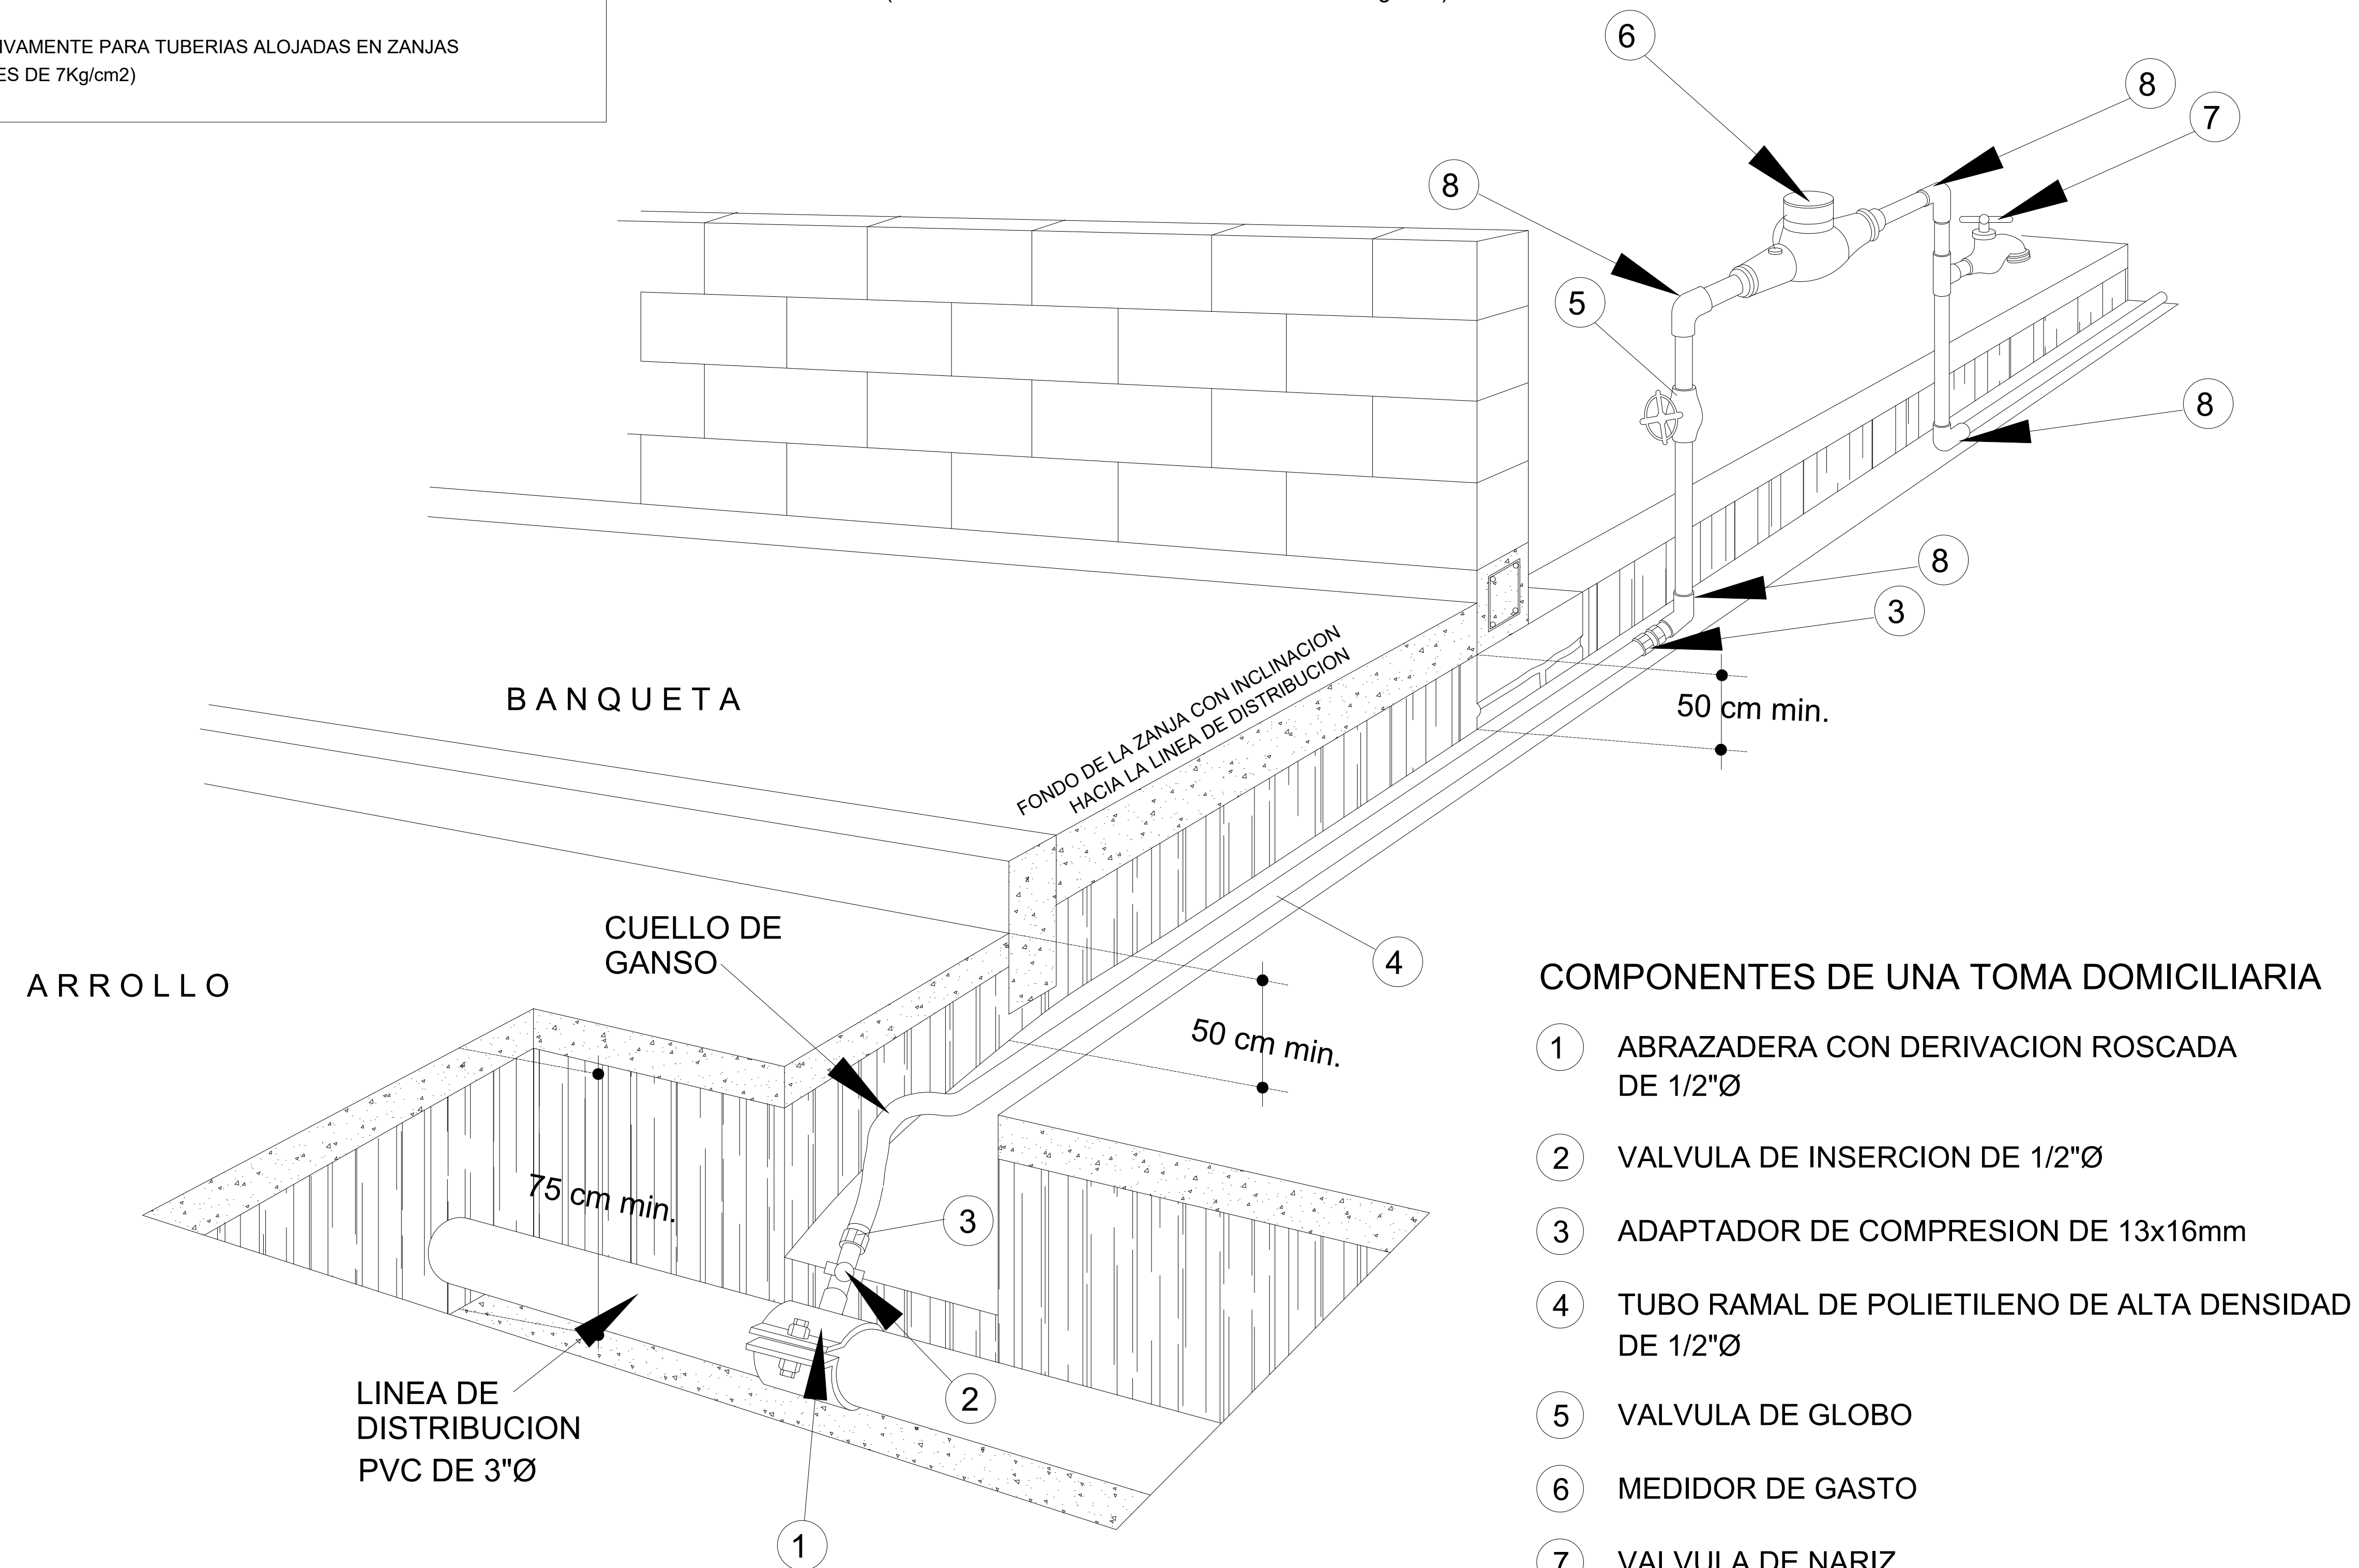 IVAMENTE PARA TUBERIAS ALOJADAS EN ZANJAS
ES DE 7Kg/cm2)
6
8
7
8
5
8
8
3
50 cm min.
B A N Q U E T A
FONDO DE LA ZANJA CON INCLINACION
HACIA LA LINEA DE DISTRIBUCION
CUELLO DE
GANSO
4
A R R O L L O
50 cm min.
75 cm min.
3
2
LINEA DE
DISTRIBUCION
PVC DE 3"Ø
1
COMPONENTES DE UNA TOMA DOMICILIARIA
1 ABRAZADERA CON DERIVACION ROSCADA
DE 1/2"Ø
2 VALVULA DE INSERCION DE 1/2"Ø
3 ADAPTADOR DE COMPRESION DE 13x16mm
4 TUBO RAMAL DE POLIETILENO DE ALTA DENSIDAD
DE 1/2"Ø
5 VALVULA DE GLOBO
6 MEDIDOR DE GASTO
7 VALVULA DE NARIZ